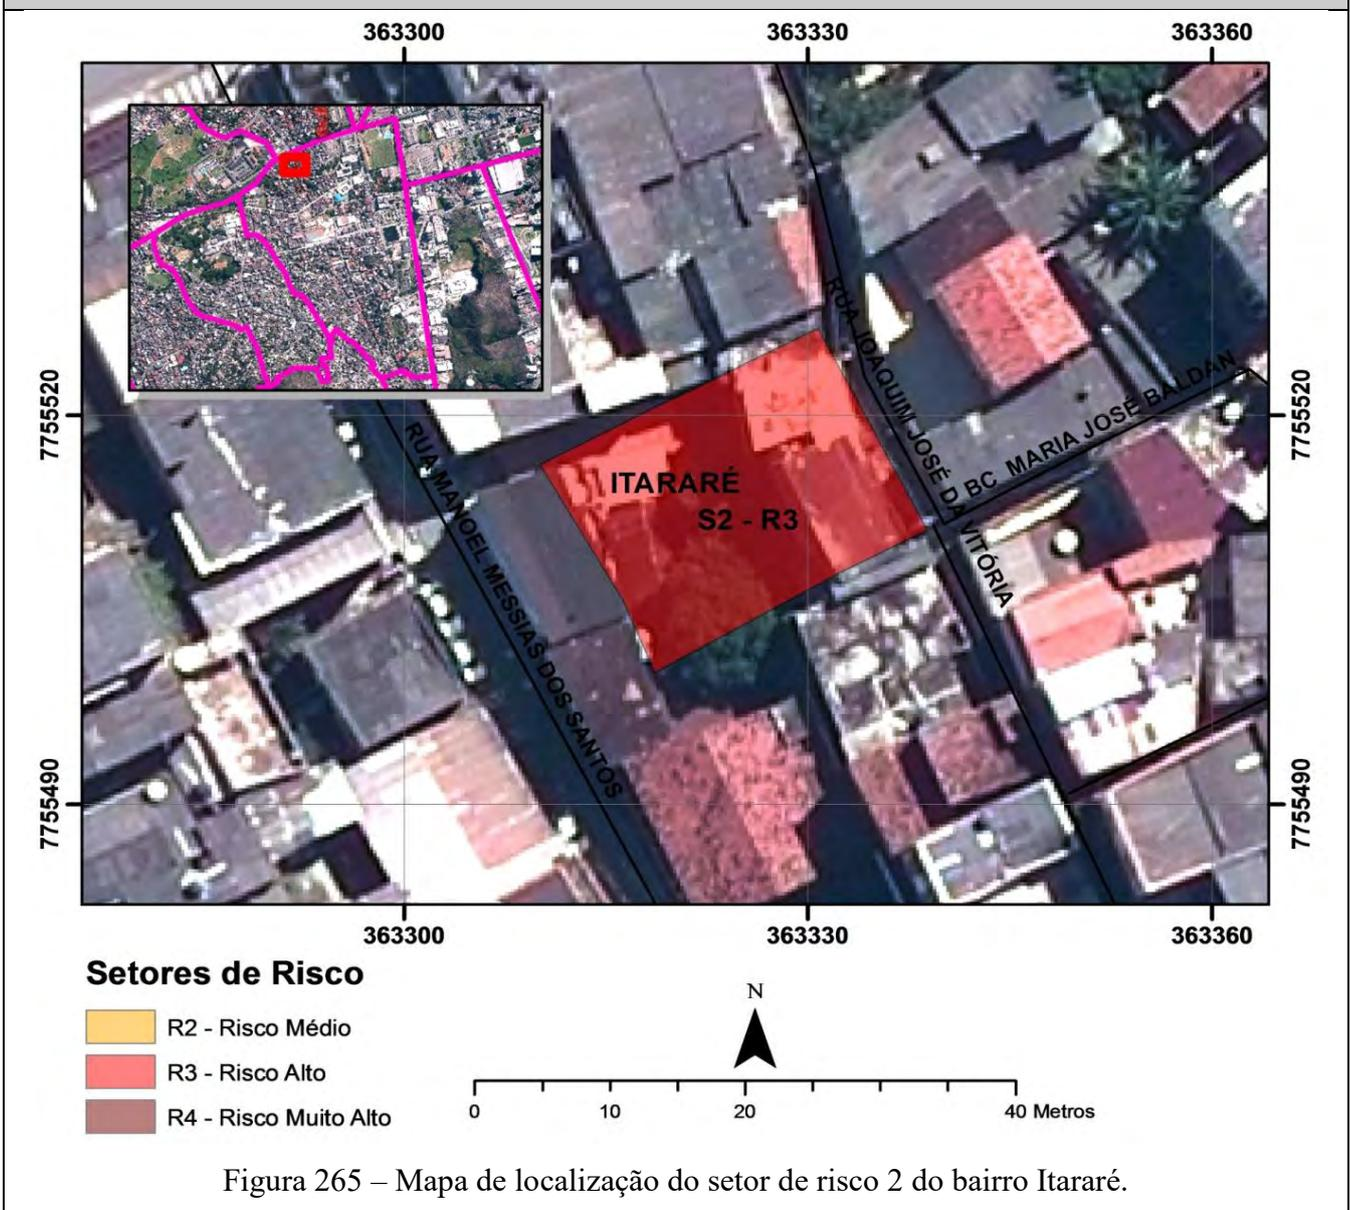 363300 363330 363360
7755520
7755520
RUA JOAQUIM JOSÉ DA VITÓRIA
BC MARIA JOSÉ BALDAN
RUA MANOEL MESSIAS DOS SANTOS
ITARARÉ
S2 - R3
7755490
7755490
363300 363330 363360
Setores de Risco
R2 - Risco Médio
R3 - Risco Alto
R4 - Risco Muito Alto
N
0 10 20 40 Metros
Figura 265 – Mapa de localização do setor de risco 2 do bairro Itararé.